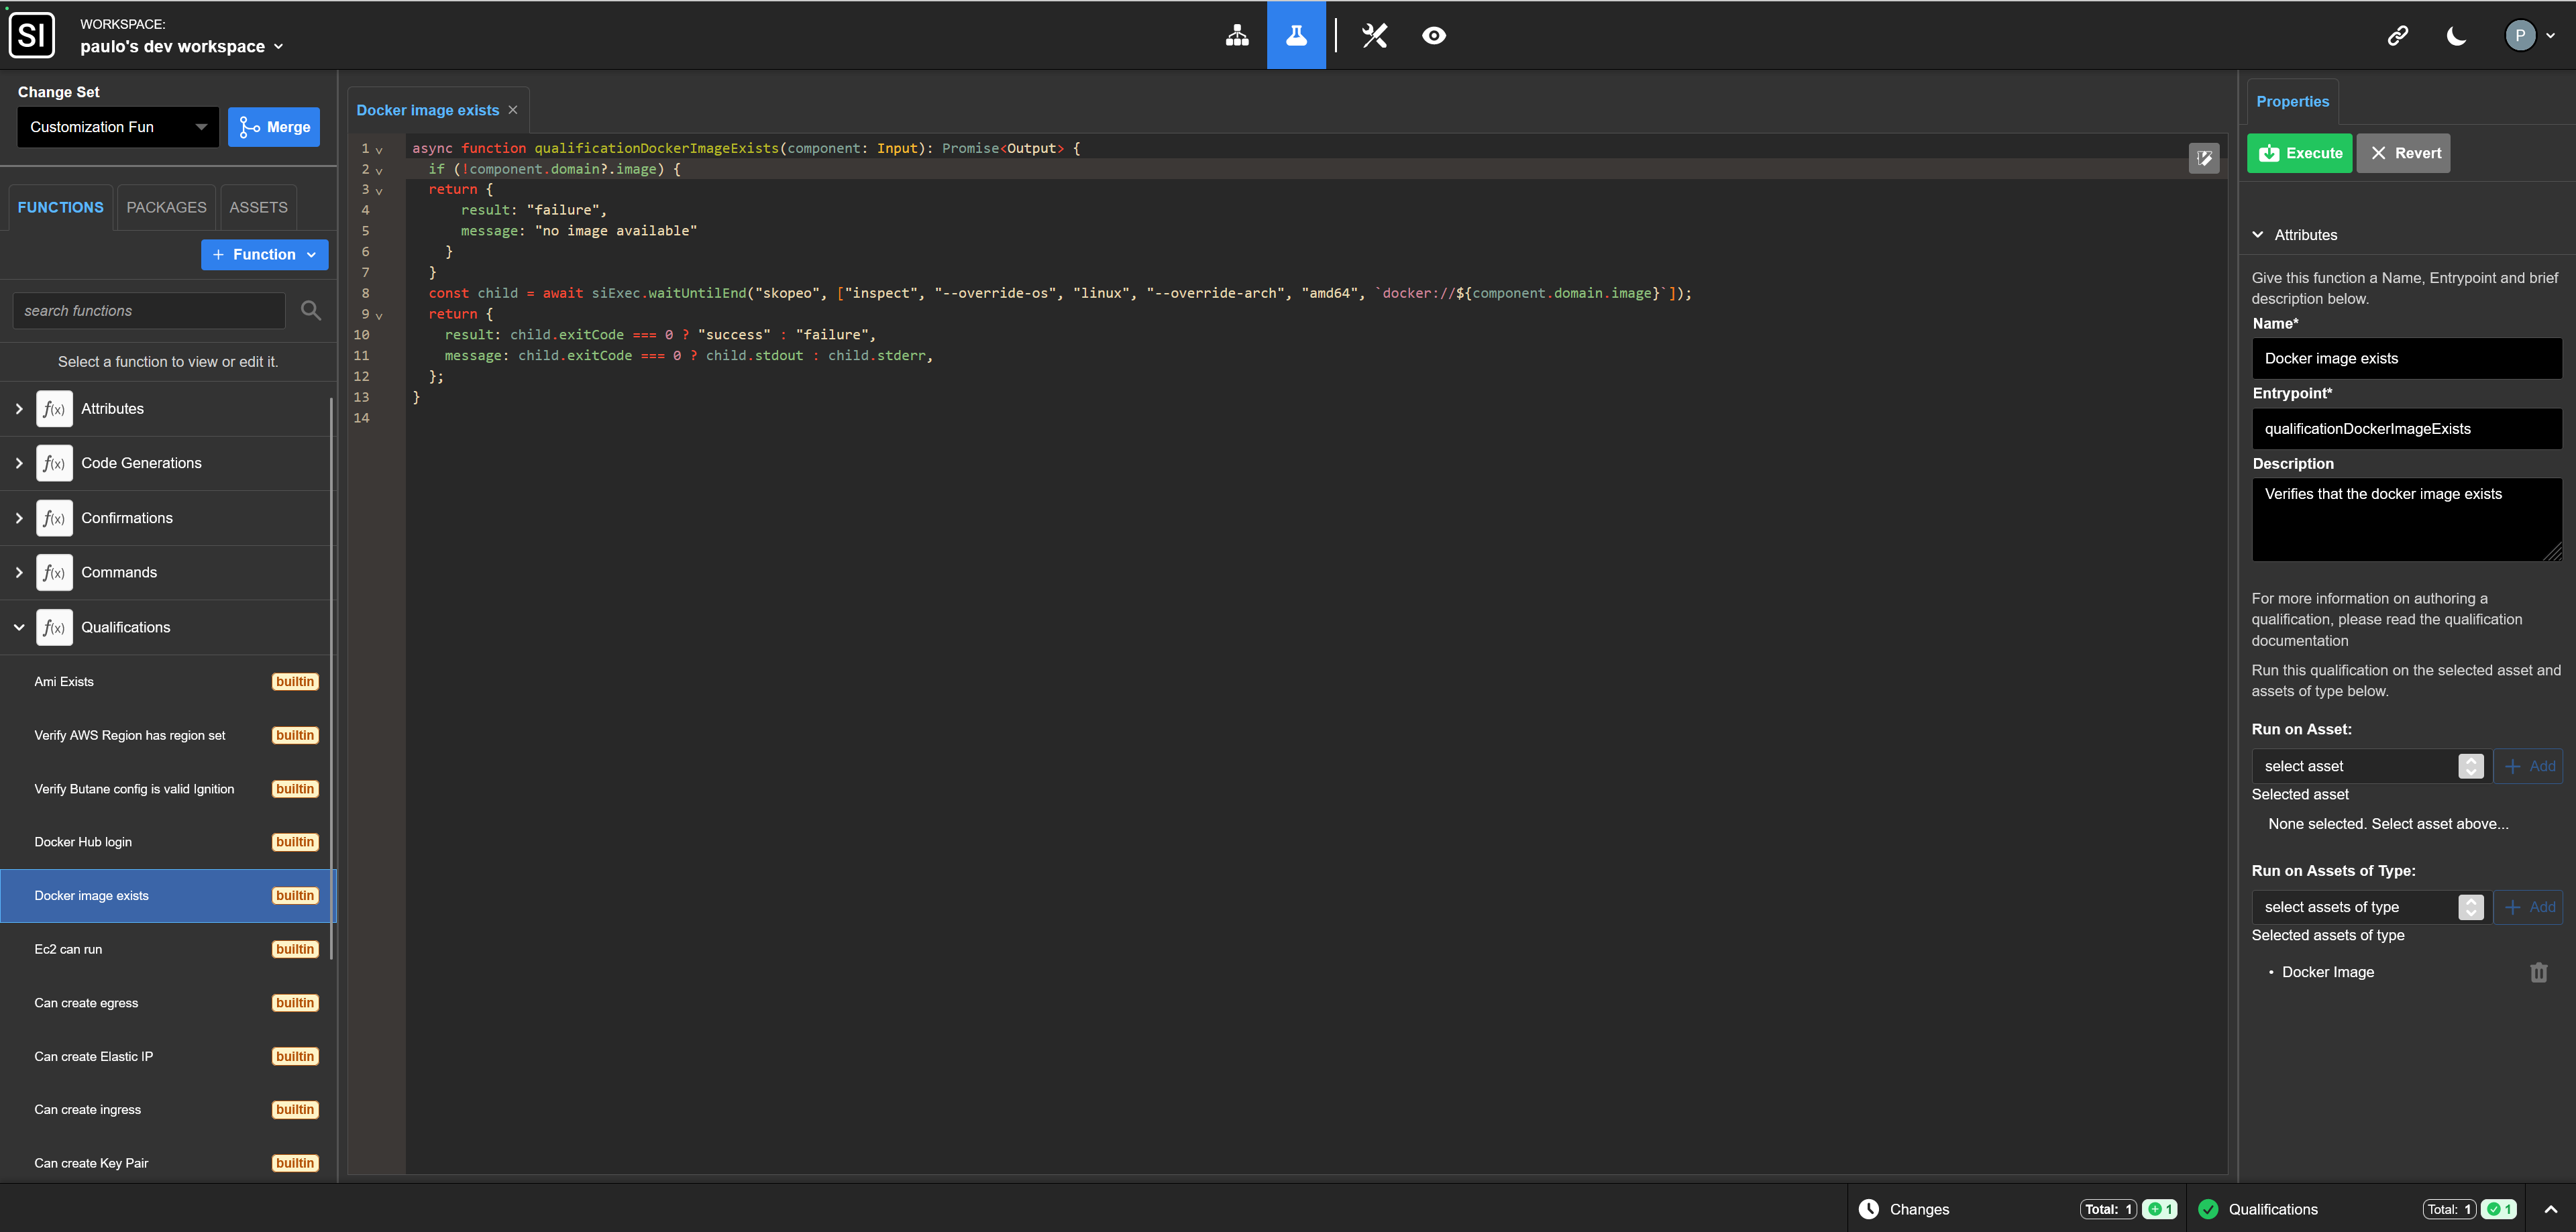 SI
WORKSPACE:
paulo's dev workspace
P
Change Set
Customization Fun
Merge
FUNCTIONS
PACKAGES
ASSETS
+ Function
search functions
Select a function to view or edit it.
f(x) Attributes
f(x) Code Generations
f(x) Confirmations
f(x) Commands
f(x) Qualifications
Ami Exists builtin
Verify AWS Region has region set builtin
Verify Butane config is valid Ignition builtin
Docker Hub login builtin
Docker image exists builtin
Ec2 can run builtin
Can create egress builtin
Can create Elastic IP builtin
Can create ingress builtin
Can create Key Pair builtin
Docker image exists ×
1 async function qualificationDockerImageExists(component: Input): Promise<Output> {
2 if (!component.domain?.image) {
3 return {
4 result: "failure",
5 message: "no image available"
6 }
7 }
8 const child = await siExec.waitUntilEnd("skopeo", ["inspect", "--override-os", "linux", "--override-arch", "amd64", `docker://${component.domain.image}`]);
9 return {
10 result: child.exitCode === 0 ? "success" : "failure",
11 message: child.exitCode === 0 ? child.stdout : child.stderr,
12 };
13 }
14
Properties
Execute
Revert
Attributes
Give this function a Name, Entrypoint and brief
description below.
Name*
Docker image exists
Entrypoint*
qualificationDockerImageExists
Description
Verifies that the docker image exists
For more information on authoring a
qualification, please read the qualification
documentation
Run this qualification on the selected asset and
assets of type below.
Run on Asset:
select asset
+ Add
Selected asset
None selected. Select asset above...
Run on Assets of Type:
select assets of type
+ Add
Selected assets of type
• Docker Image
Changes
Total: 1
1
Qualifications
Total: 1
1